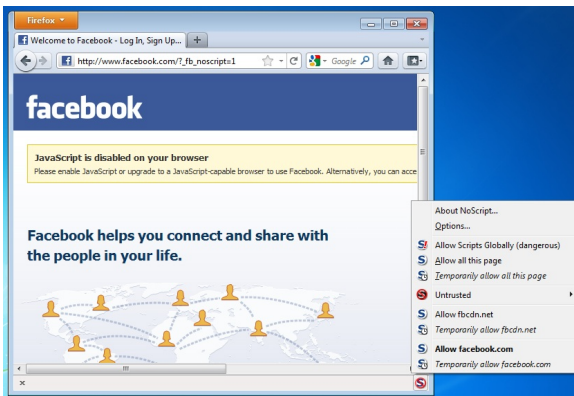 Firefox
Welcome to Facebook - Log In, Sign Up...
http://www.facebook.com/?_fb_noscript=1
Google
facebook
JavaScript is disabled on your browser
Please enable JavaScript or upgrade to a JavaScript-capable browser to use Facebook. Alternatively, you can acce
Facebook helps you connect and share with
the people in your life.
About NoScript...
Options...
Allow Scripts Globally (dangerous)
Allow all this page
Temporarily allow all this page
Untrusted
Allow fbcdn.net
Temporarily allow fbcdn.net
Allow facebook.com
Temporarily allow facebook.com